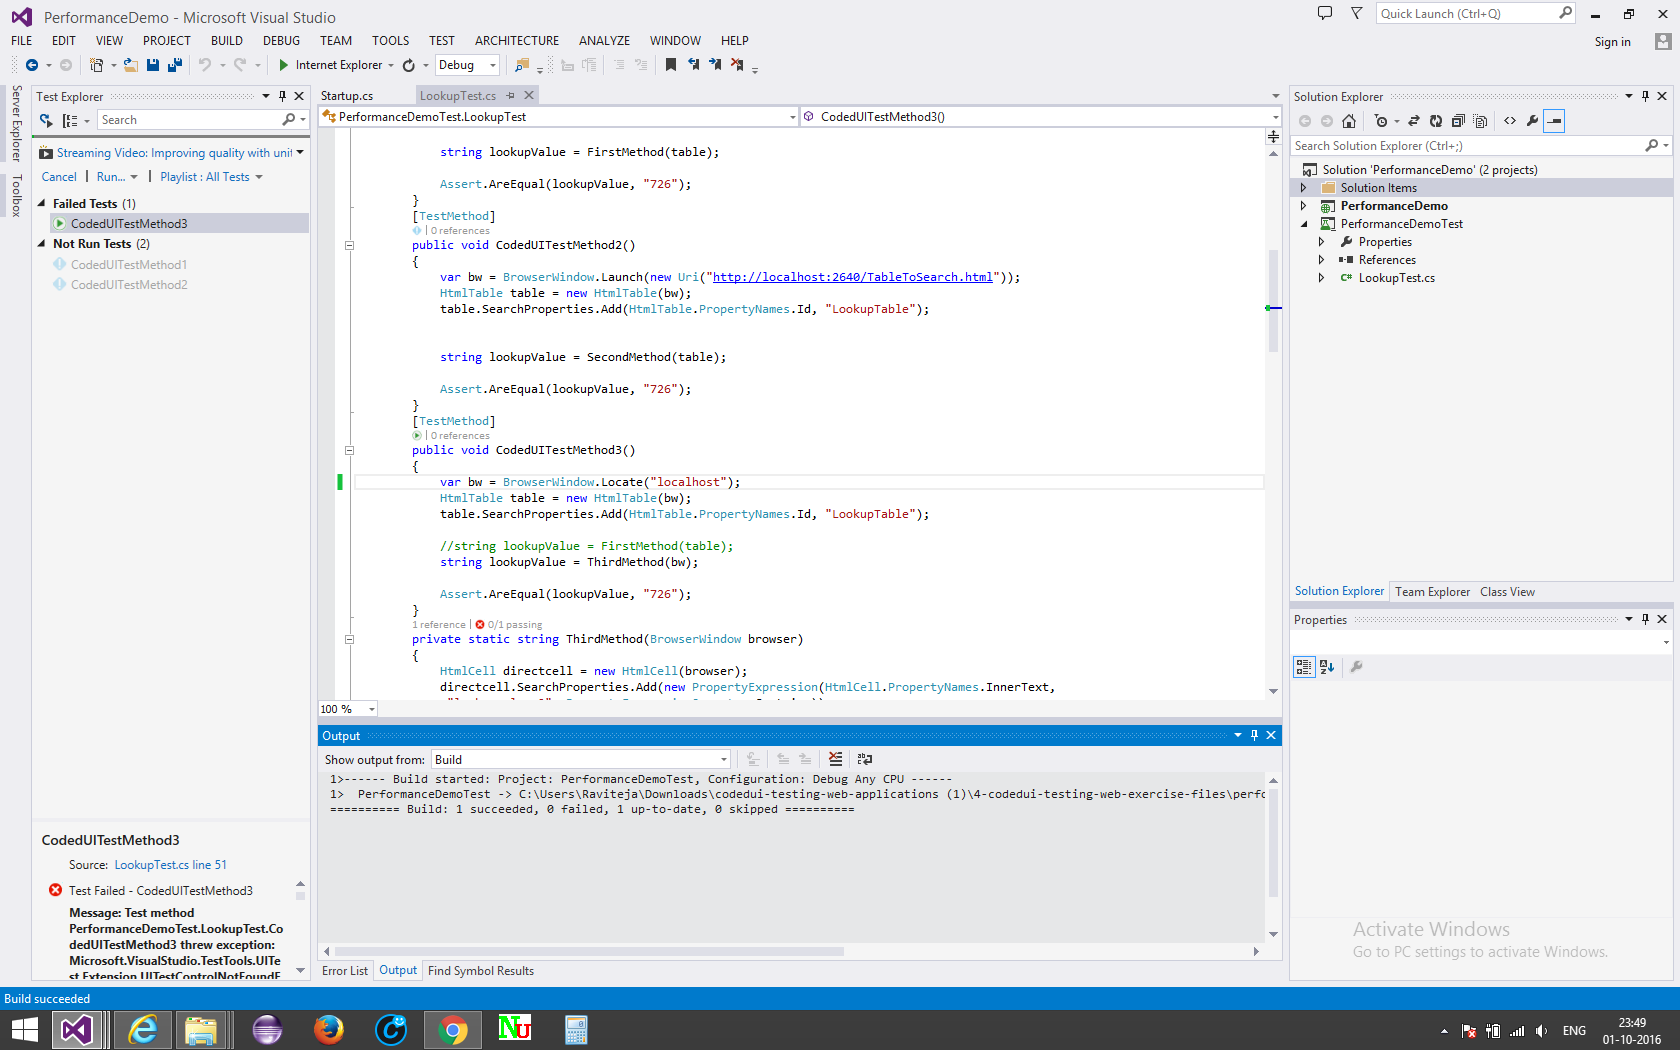 PerformanceDemo - Microsoft Visual Studio
Quick Launch (Ctrl+Q)
FILE EDIT VIEW PROJECT BUILD DEBUG TEAM TOOLS TEST ARCHITECTURE ANALYZE WINDOW HELP
Sign in
Internet Explorer Debug
Server Explorer
Toolbox
Test Explorer
Search
Streaming Video: Improving quality with unit
Cancel | Run... | Playlist : All Tests
Failed Tests (1)
CodedUITestMethod3
Not Run Tests (2)
CodedUITestMethod1
CodedUITestMethod2
CodedUITestMethod3
Source: LookupTest.cs line 51
Test Failed - CodedUITestMethod3
Message: Test method
PerformanceDemoTest.LookupTest.Co
dedUITestMethod3 threw exception:
Microsoft.VisualStudio.TestTools.UITe
st.Extension.UITestControlNotFoundE
Startup.cs LookupTest.cs
PerformanceDemoTest.LookupTest CodedUITestMethod3()
string lookupValue = FirstMethod(table);
Assert.AreEqual(lookupValue, "726");
}
[TestMethod]
| 0 references
public void CodedUITestMethod2()
{
var bw = BrowserWindow.Launch(new Uri("http://localhost:2640/TableToSearch.html"));
HtmlTable table = new HtmlTable(bw);
table.SearchProperties.Add(HtmlTable.PropertyNames.Id, "LookupTable");
string lookupValue = SecondMethod(table);
Assert.AreEqual(lookupValue, "726");
}
[TestMethod]
| 0 references
public void CodedUITestMethod3()
{
var bw = BrowserWindow.Locate("localhost");
HtmlTable table = new HtmlTable(bw);
table.SearchProperties.Add(HtmlTable.PropertyNames.Id, "LookupTable");
//string lookupValue = FirstMethod(table);
string lookupValue = ThirdMethod(bw);
Assert.AreEqual(lookupValue, "726");
}
1 reference | 0/1 passing
private static string ThirdMethod(BrowserWindow browser)
{
HtmlCell directcell = new HtmlCell(browser);
directcell.SearchProperties.Add(new PropertyExpression(HtmlCell.PropertyNames.InnerText,
100 %
Output
Show output from: Build
1>------ Build started: Project: PerformanceDemoTest, Configuration: Debug Any CPU ------
1> PerformanceDemoTest -> C:\Users\Raviteja\Downloads\codedui-testing-web-applications (1)\4-codedui-testing-web-exercise-files\perfo
========== Build: 1 succeeded, 0 failed, 1 up-to-date, 0 skipped ==========
Error List Output Find Symbol Results
Solution Explorer
Search Solution Explorer (Ctrl+;)
Solution 'PerformanceDemo' (2 projects)
Solution Items
PerformanceDemo
PerformanceDemoTest
Properties
References
C# LookupTest.cs
Solution Explorer Team Explorer Class View
Properties
Activate Windows
Go to PC settings to activate Windows.
Build succeeded
Nu
ENG
23:49
01-10-2016